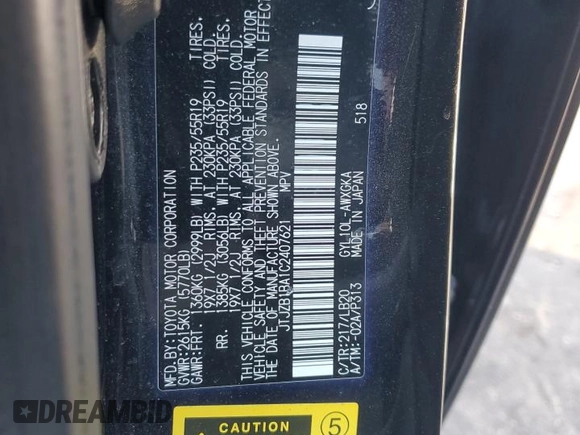 MFD.BY:TOYOTA MOTOR CORPORATION
GVWR:2615KG (5770LB)
GAWR:FRT. 1360KG (2999LB) WITH P235/55R19 TIRES,
19X7 1/2J RIMS, AT 230KPA (33PSI) COLD.
RR. 1385KG (3056LB) WITH P235/55R19 TIRES,
19X7 1/2J RIMS, AT 230KPA (33PSI) COLD.
THIS VEHICLE CONFORMS TO ALL APPLICABLE FEDERAL MOTOR
VEHICLE SAFETY AND THEFT PREVENTION STANDARDS IN EFFECT
ON THE DATE OF MANUFACTURE SHOWN ABOVE.
JTJZB1BA1C2407621 MPV
518
C/TR:217/LB20 GYL10L-AWXGKA
A/TM:-02A/P313 MADE IN JAPAN
CAUTION
5
DREAMBID